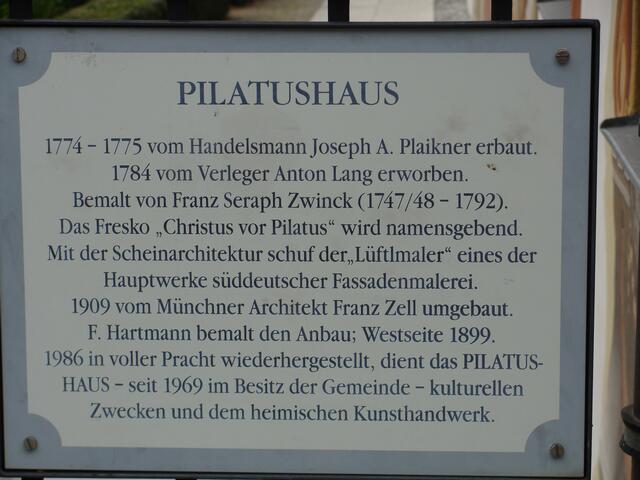 PILATUSHAUS
1774 – 1775 vom Handelsmann Joseph A. Plaikner erbaut.
1784 vom Verleger Anton Lang erworben.
Bemalt von Franz Seraph Zwinck (1747/48 – 1792).
Das Fresko „Christus vor Pilatus“ wird namensgebend.
Mit der Scheinarchitektur schuf der„Lüftlmaler“ eines der
Hauptwerke süddeutscher Fassadenmalerei.
1909 vom Münchner Architekt Franz Zell umgebaut.
F. Hartmann bemalt den Anbau; Westseite 1899.
1986 in voller Pracht wiederhergestellt, dient das PILATUS-
HAUS – seit 1969 im Besitz der Gemeinde – kulturellen
Zwecken und dem heimischen Kunsthandwerk.